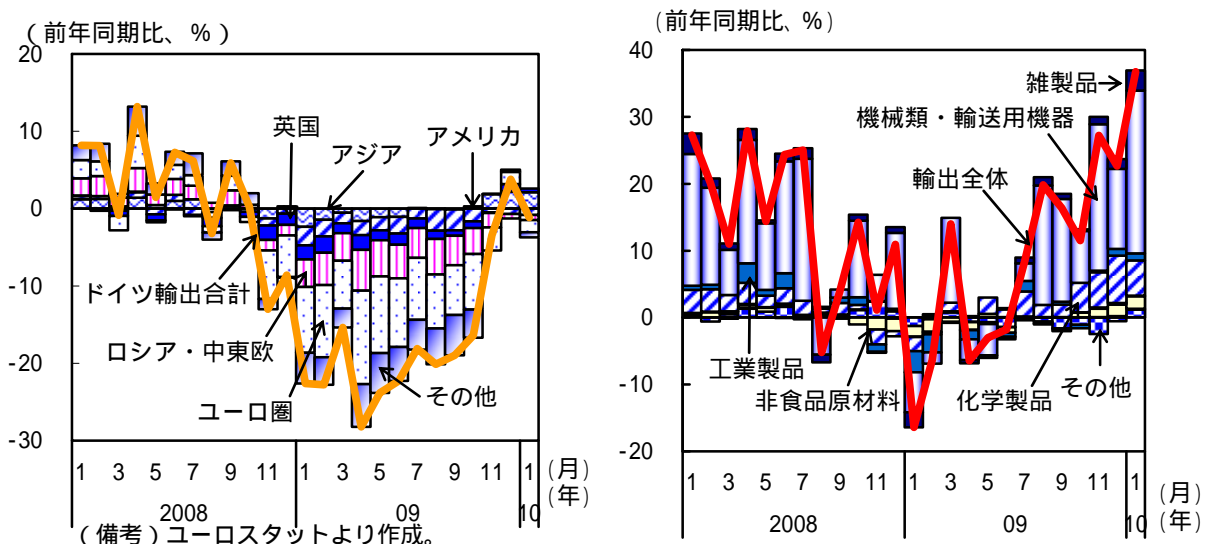 (前年同期比、%)
20
10
0
-10
-20
-30
英国
アジア
アメリカ
ドイツ輸出合計
ロシア・中東欧
ユーロ圏
その他
1 3 5 7 9 11 1 3 5 7 9 11 1 (月)
2008 09 10 (年)
(備考)ユーロスタットより作成。
(前年同期比、%)
40
30
20
10
0
-10
-20
雑製品
機械類・輸送用機器
輸出全体
工業製品
非食品原材料
化学製品
その他
1 3 5 7 9 11 1 3 5 7 9 11 1 (月)
2008 09 10 (年)